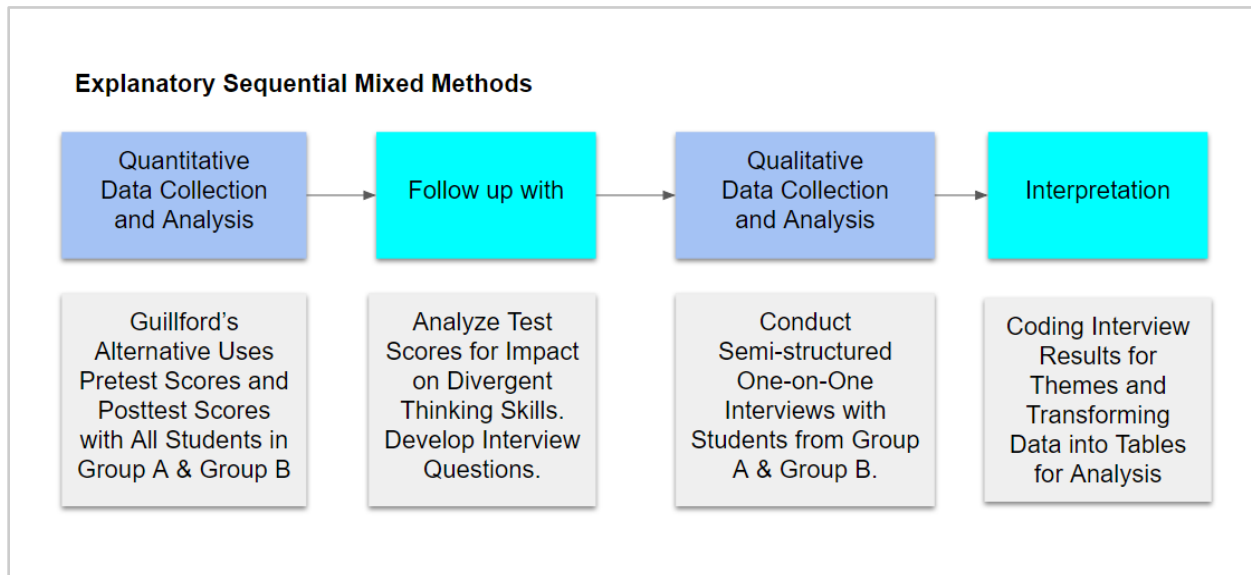 Explanatory Sequential Mixed Methods
Quantitative
Data Collection
and Analysis
Follow up with
Qualitative
Data Collection
and Analysis
Interpretation
Guillford's
Alternative Uses
Pretest Scores and
Posttest Scores
with All Students in
Group A & Group B
Analyze Test
Scores for Impact
on Divergent
Thinking Skills.
Develop Interview
Questions.
Conduct
Semi-structured
One-on-One
Interviews with
Students from Group
A & Group B.
Coding Interview
Results for
Themes and
Transforming
Data into Tables
for Analysis